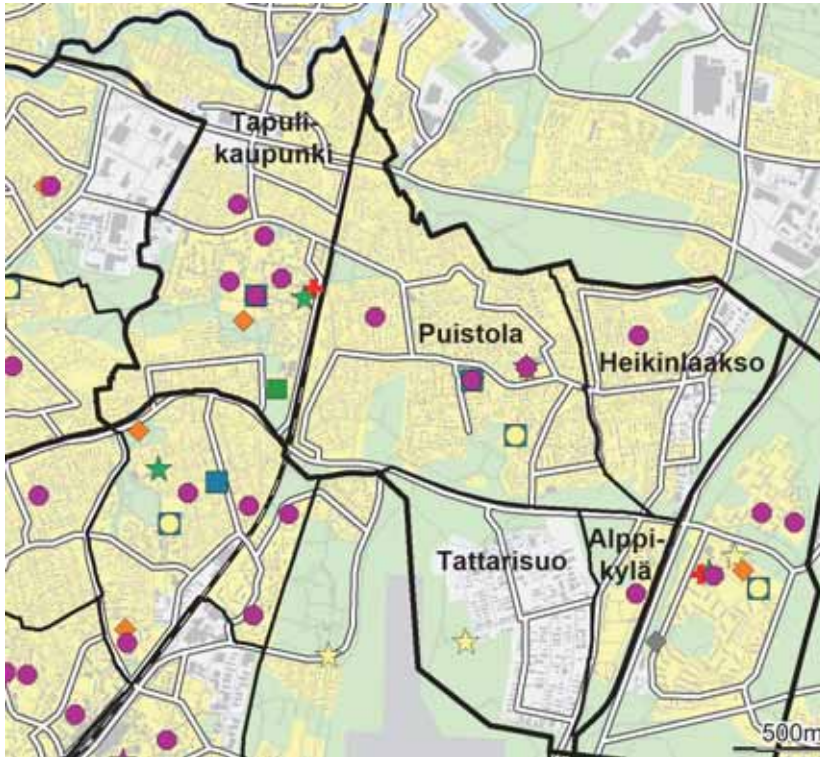 Tapuli-
kaupunki
Puistola
Heikinlaakso
Tattarisuo
Alppi-
kylä
500m